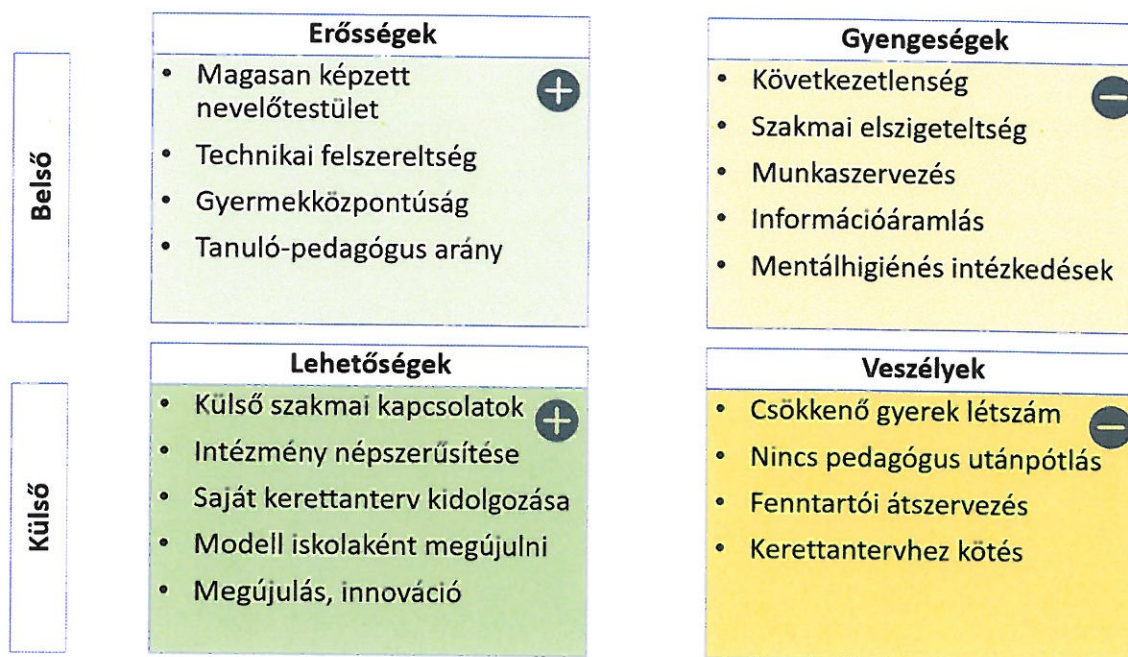 Belső
Erősségek
• Magasan képzett
nevelőtestület
• Technikai felszereltség
• Gyermekközpontúság
• Tanuló-pedagógus arány
Gyengeségek
• Következetlenség
• Szakmai elszigeteltség
• Munkaszervezés
• Információáramlás
• Mentálhigiénés intézkedések
Külső
Lehetőségek
• Külső szakmai kapcsolatok
• Intézmény népszerűsítése
• Saját kerettanterv kidolgozása
• Modell iskolaként megújulni
• Megújulás, innováció
Veszélyek
• Csökkenő gyerek létszám
• Nincs pedagógus utánpótlás
• Fenntartói átszervezés
• Kerettantervhez kötés